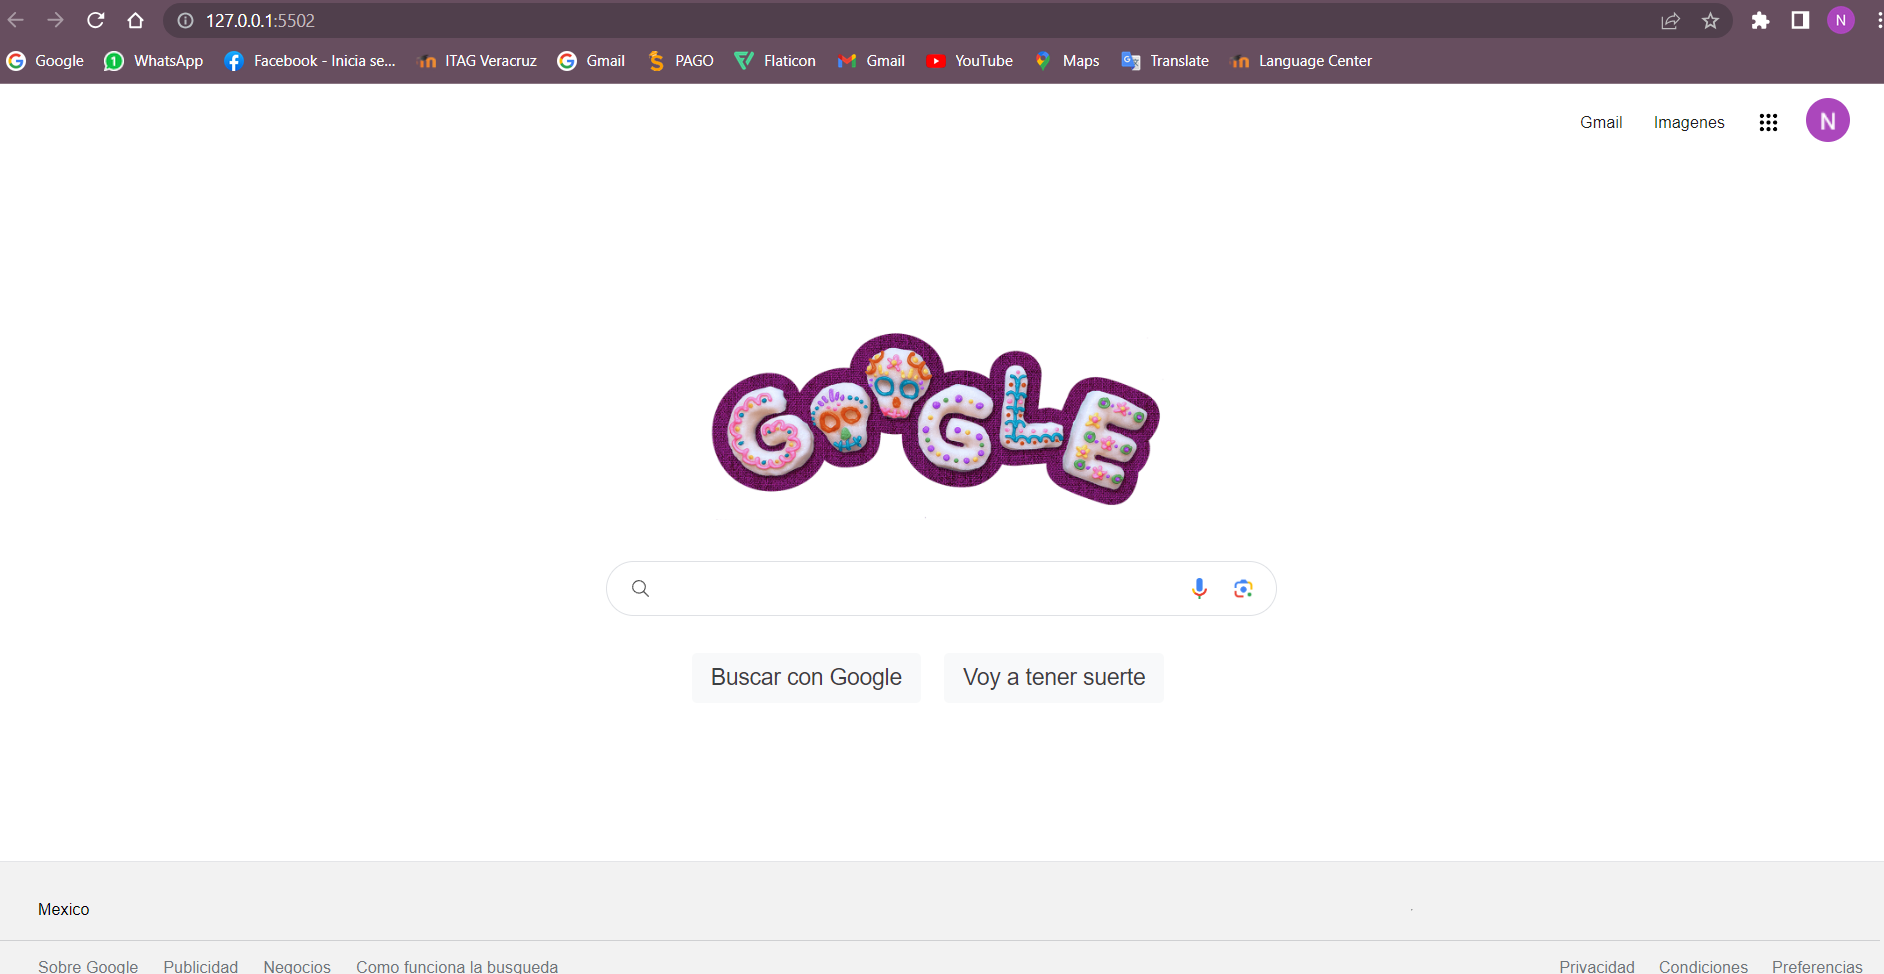 127.0.0.1:5502 N
Google WhatsApp Facebook - Inicia se... ITAG Veracruz Gmail PAGO Flaticon Gmail YouTube Maps Translate Language Center
Gmail Imagenes N
GOOGLE
Buscar con Google Voy a tener suerte
Mexico
Sobre Google Publicidad Negocios Como funciona la busqueda Privacidad Condiciones Preferencias